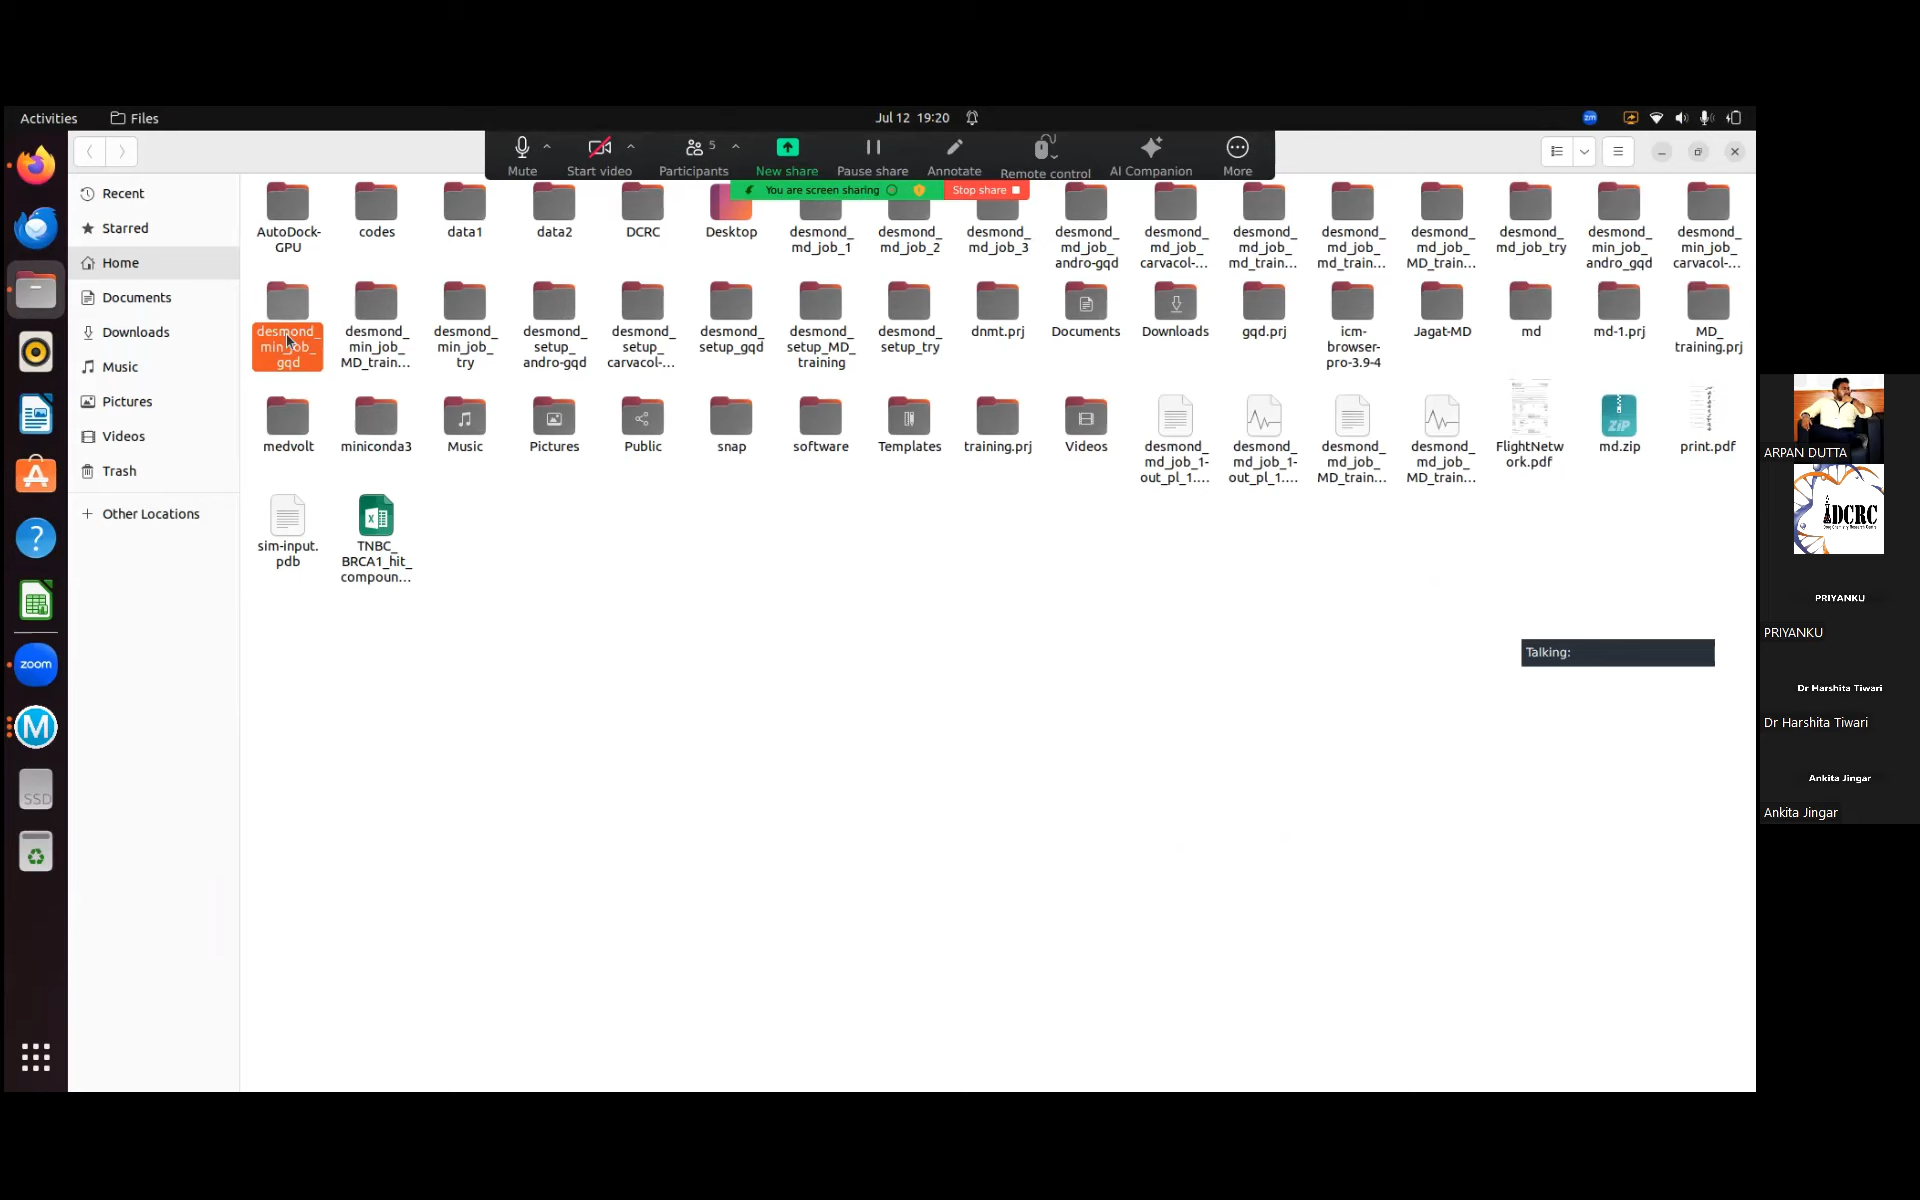 Activities
Files
Jul 12 19:20
zm
Mute
Start video
Participants
5
New share
Pause share
Annotate
Remote control
AI Companion
More
You are screen sharing
Stop share
Recent
Starred
Home
Documents
Downloads
Music
Pictures
Videos
Trash
Other Locations
AutoDock-
GPU
codes
data1
data2
DCRC
Desktop
desmond_
md_job_1
desmond_
md_job_2
desmond_
md_job_3
desmond_
md_job_
andro-gqd
desmond_
md_job_
carvacol-...
desmond_
md_job_
md_train...
desmond_
md_job_
md_train...
desmond_
md_job_
MD_train...
desmond_
md_job_try
desmond_
min_job_
andro_gqd
desmond_
min_job_
carvacol-...
desmond_
min_job_
gqd
desmond_
min_job_
MD_train...
desmond_
min_job_
try
desmond_
setup_
andro-gqd
desmond_
setup_
carvacol-...
desmond_
setup_gqd
desmond_
setup_MD_
training
desmond_
setup_try
dnmt.prj
Documents
Downloads
gqd.prj
icm-
browser-
pro-3.9-4
Jagat-MD
md
md-1.prj
MD_
training.prj
medvolt
miniconda3
Music
Pictures
Public
snap
software
Templates
training.prj
Videos
desmond_
md_job_1-
out_pl_1....
desmond_
md_job_1-
out_pl_1....
desmond_
md_job_
MD_train...
desmond_
md_job_
MD_train...
FlightNetw
ork.pdf
ZIP
md.zip
print.pdf
sim-input.
pdb
TNBC_
BRCA1_hit_
compoun...
zoom
M
SSD
Talking:
ARPAN DUTTA
DCRC
PRIYANKU
PRIYANKU
Dr Harshita Tiwari
Dr Harshita Tiwari
Ankita Jingar
Ankita Jingar